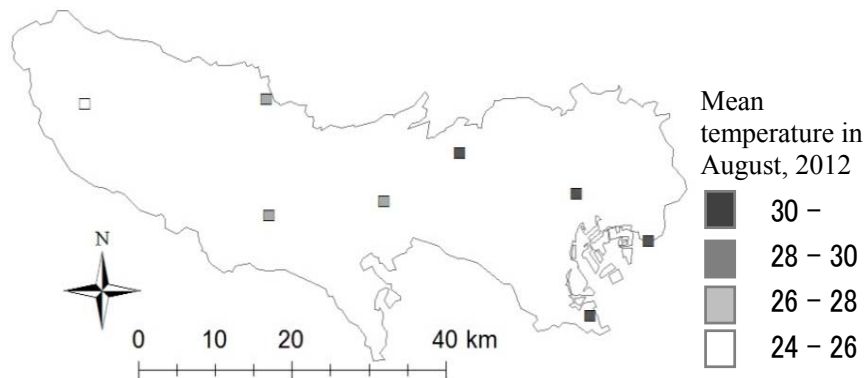 Mean
temperature in
August, 2012
30 -
28 - 30
26 - 28
24 - 26
N
0 10 20 40 km